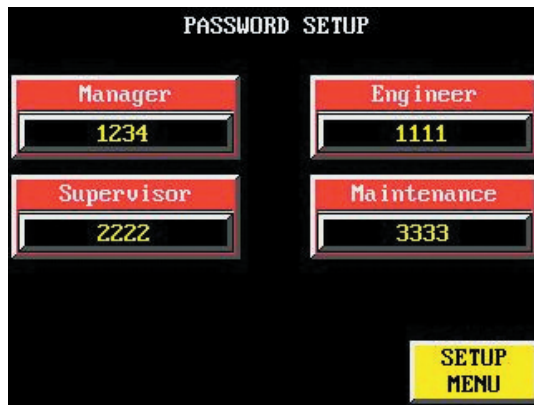 PASSWORD SETUP
Manager
1234
Engineer
1111
Supervisor
2222
Maintenance
3333
SETUP
MENU